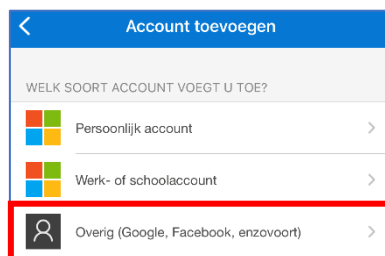 Account toevoegen
WELK SOORT ACCOUNT VOEGT U TOE?
Persoonlijk account
Werk- of schoolaccount
Overig (Google, Facebook, enzovoort)